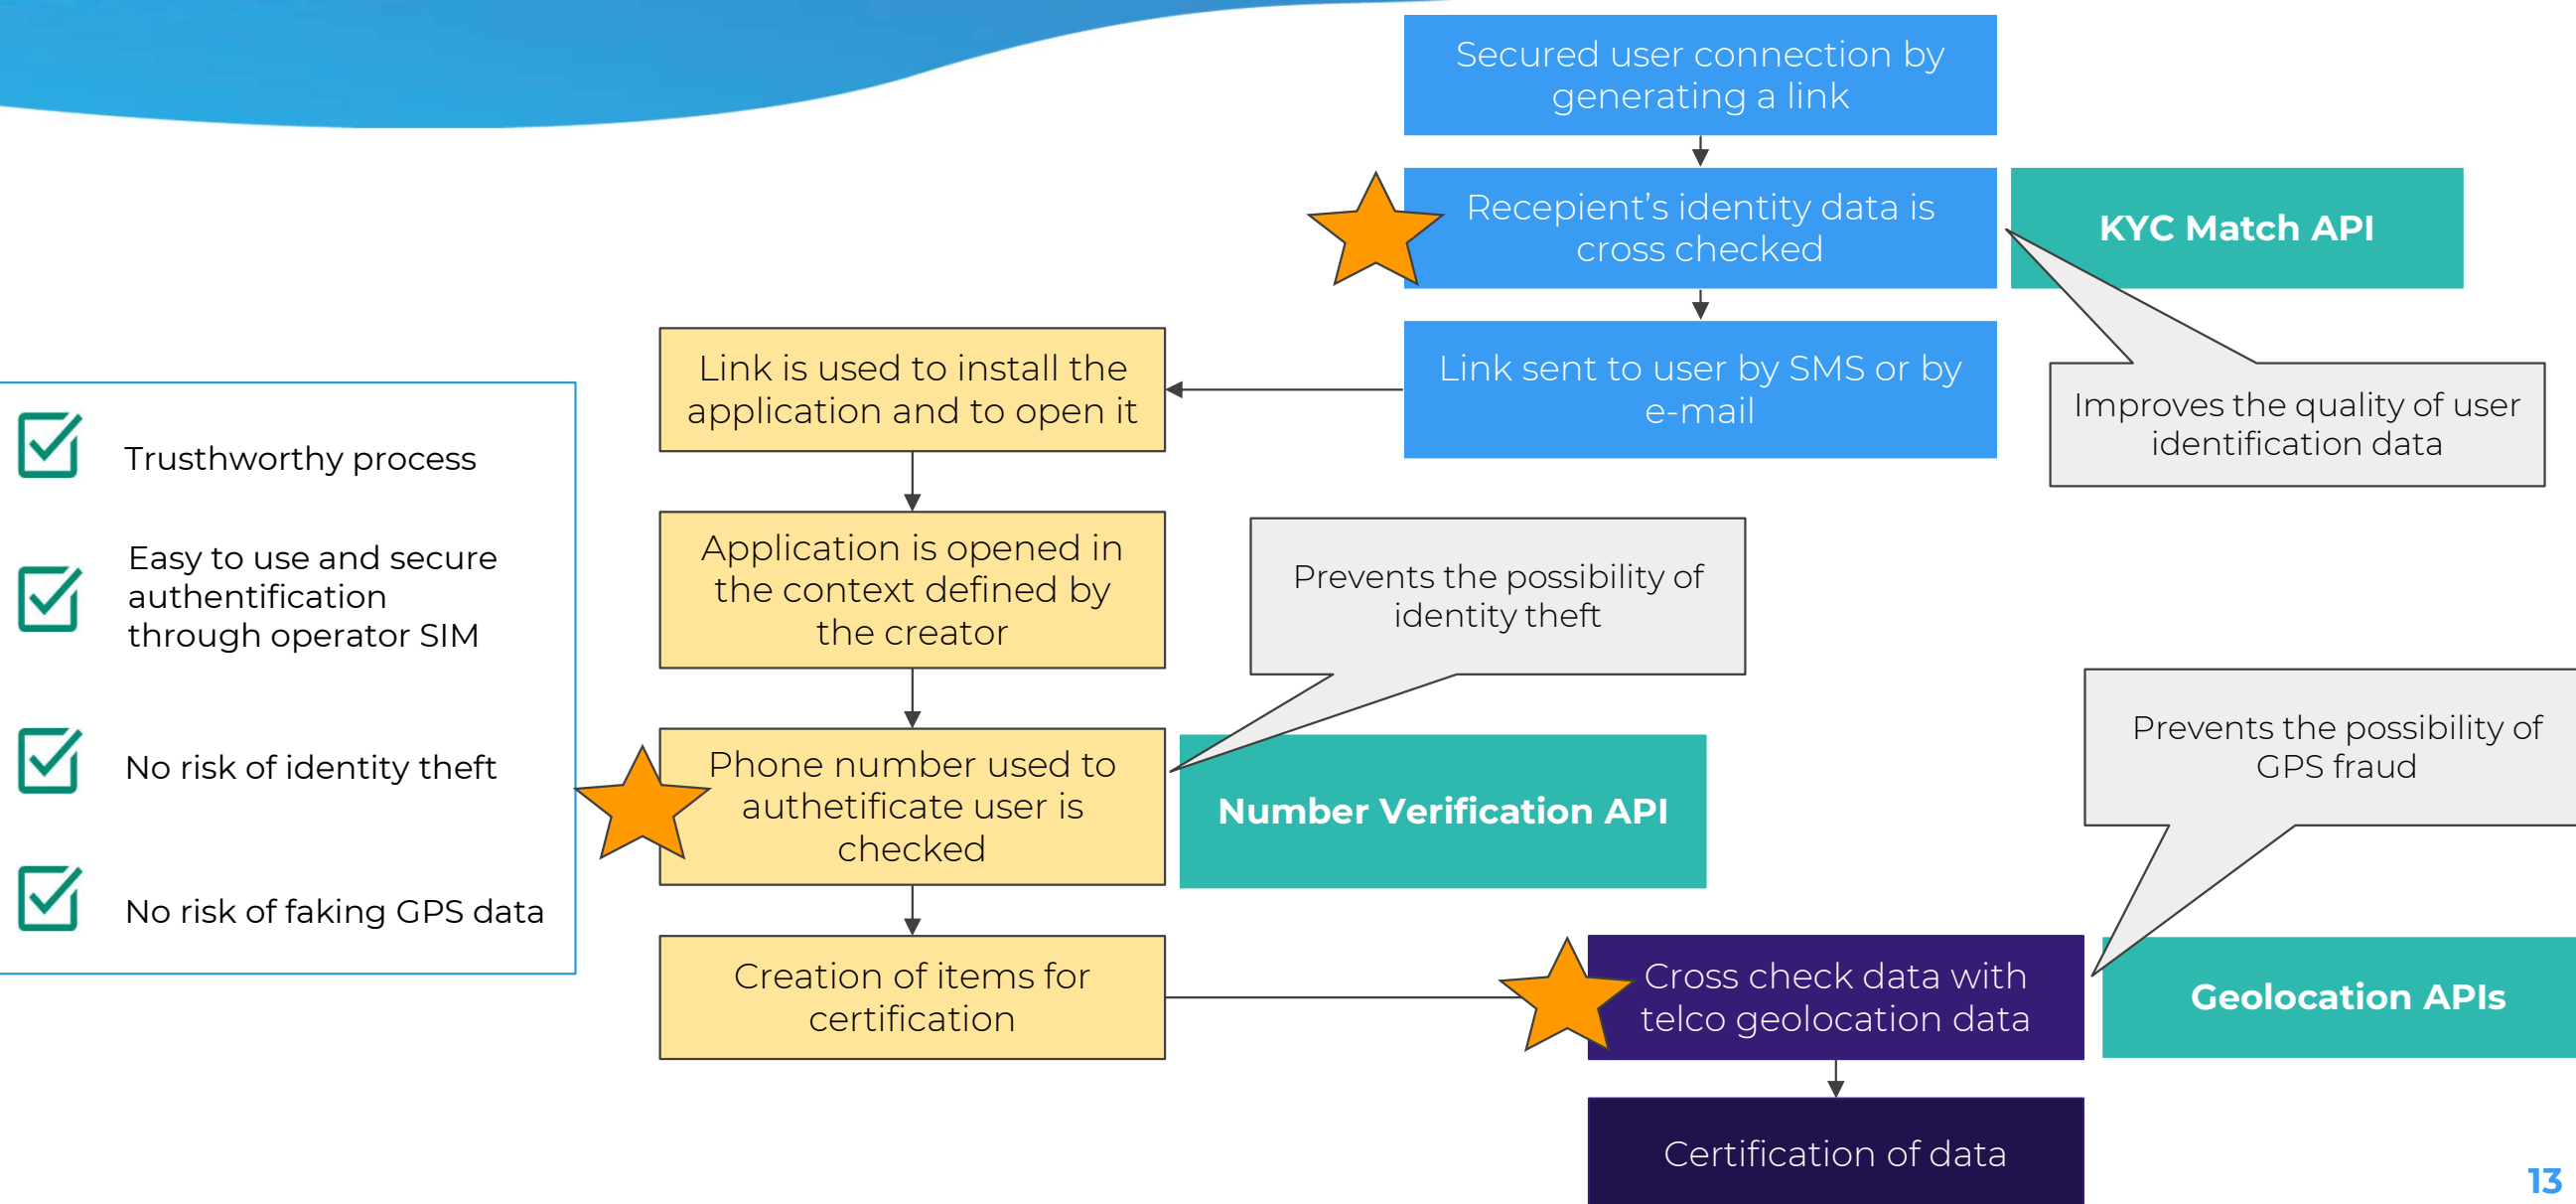 Secured user connection by
generating a link
Recepient's identity data is
cross checked
KYC Match API
Link sent to user by SMS or by
e-mail
Improves the quality of user
identification data
Link is used to install the
application and to open it
Application is opened in
the context defined by
the creator
Prevents the possibility of
identity theft
Phone number used to
authetificate user is
checked
Number Verification API
Creation of items for
certification
Prevents the possibility of
GPS fraud
Cross check data with
telco geolocation data
Geolocation APIs
Certification of data
Trusthworthy process
Easy to use and secure
authentification
through operator SIM
No risk of identity theft
No risk of faking GPS data
13